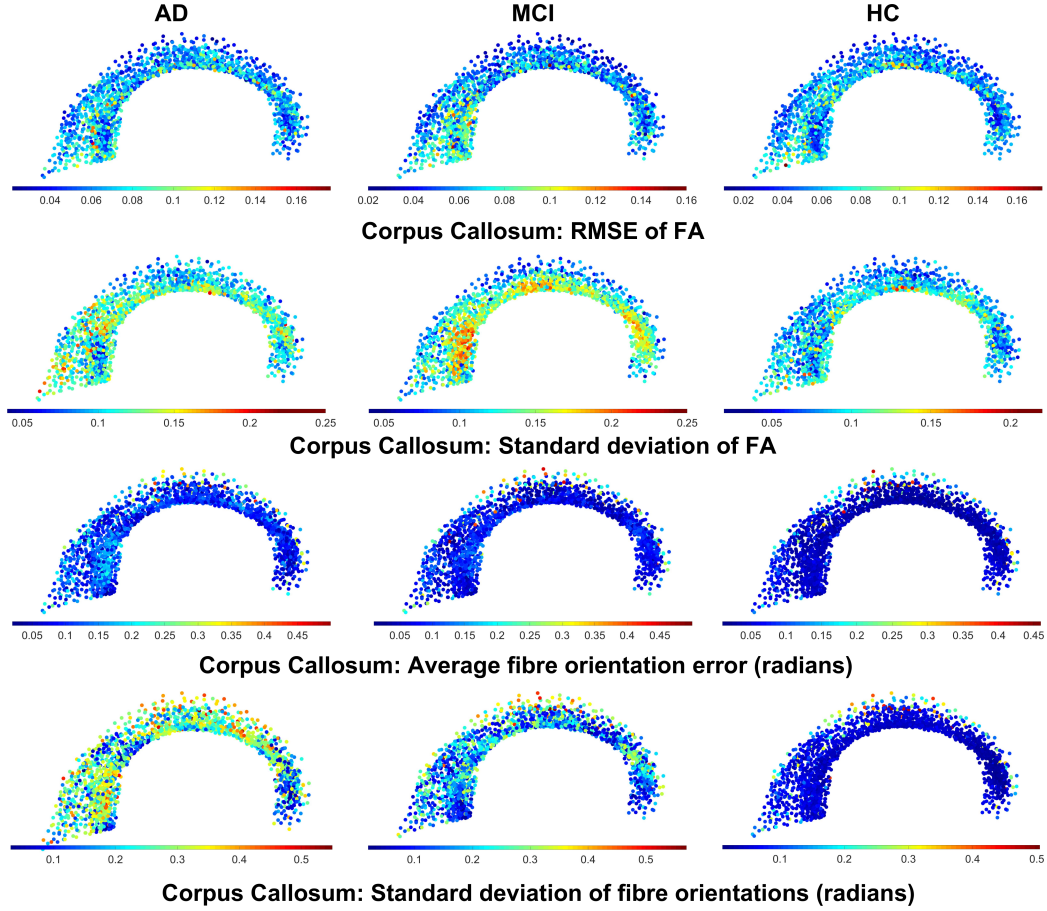 AD MCI HC
0.04 0.06 0.08 0.1 0.12 0.14 0.16 0.02 0.04 0.06 0.08 0.1 0.12 0.14 0.16 0.02 0.04 0.06 0.08 0.1 0.12 0.14 0.16
Corpus Callosum: RMSE of FA
0.05 0.1 0.15 0.2 0.25 0.05 0.1 0.15 0.2 0.25 0.05 0.1 0.15 0.2
Corpus Callosum: Standard deviation of FA
0.05 0.1 0.15 0.2 0.25 0.3 0.35 0.4 0.45 0.05 0.1 0.15 0.2 0.25 0.3 0.35 0.4 0.45 0.05 0.1 0.15 0.2 0.25 0.3 0.35 0.4 0.45
Corpus Callosum: Average fibre orientation error (radians)
0.1 0.2 0.3 0.4 0.5 0.1 0.2 0.3 0.4 0.5 0.1 0.2 0.3 0.4 0.5
Corpus Callosum: Standard deviation of fibre orientations (radians)